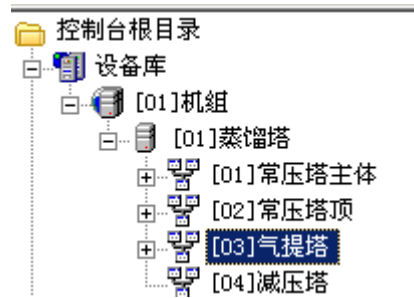 控制台根目录
设备库
[01]机组
[01]蒸馏塔
[01]常压塔主体
[02]常压塔顶
[03]气提塔
[04]减压塔